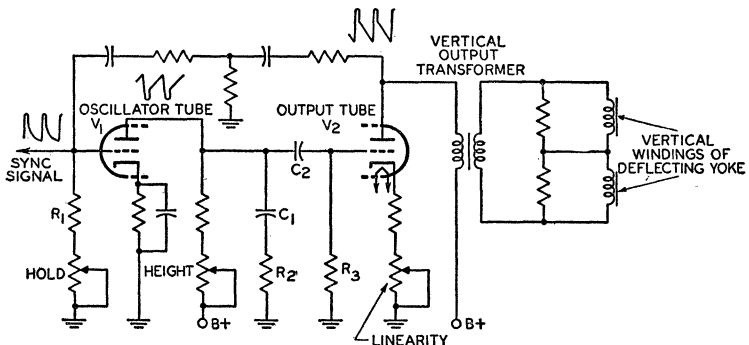 VERTICAL
OUTPUT
TRANSFORMER
OSCILLATOR TUBE
V1
OUTPUT TUBE
V2
SYNC
SIGNAL
VERTICAL
WINDINGS OF
DEFLECTING YOKE
C2
R1
C1
HOLD
HEIGHT
R2
R3
B+
LINEARITY
B+